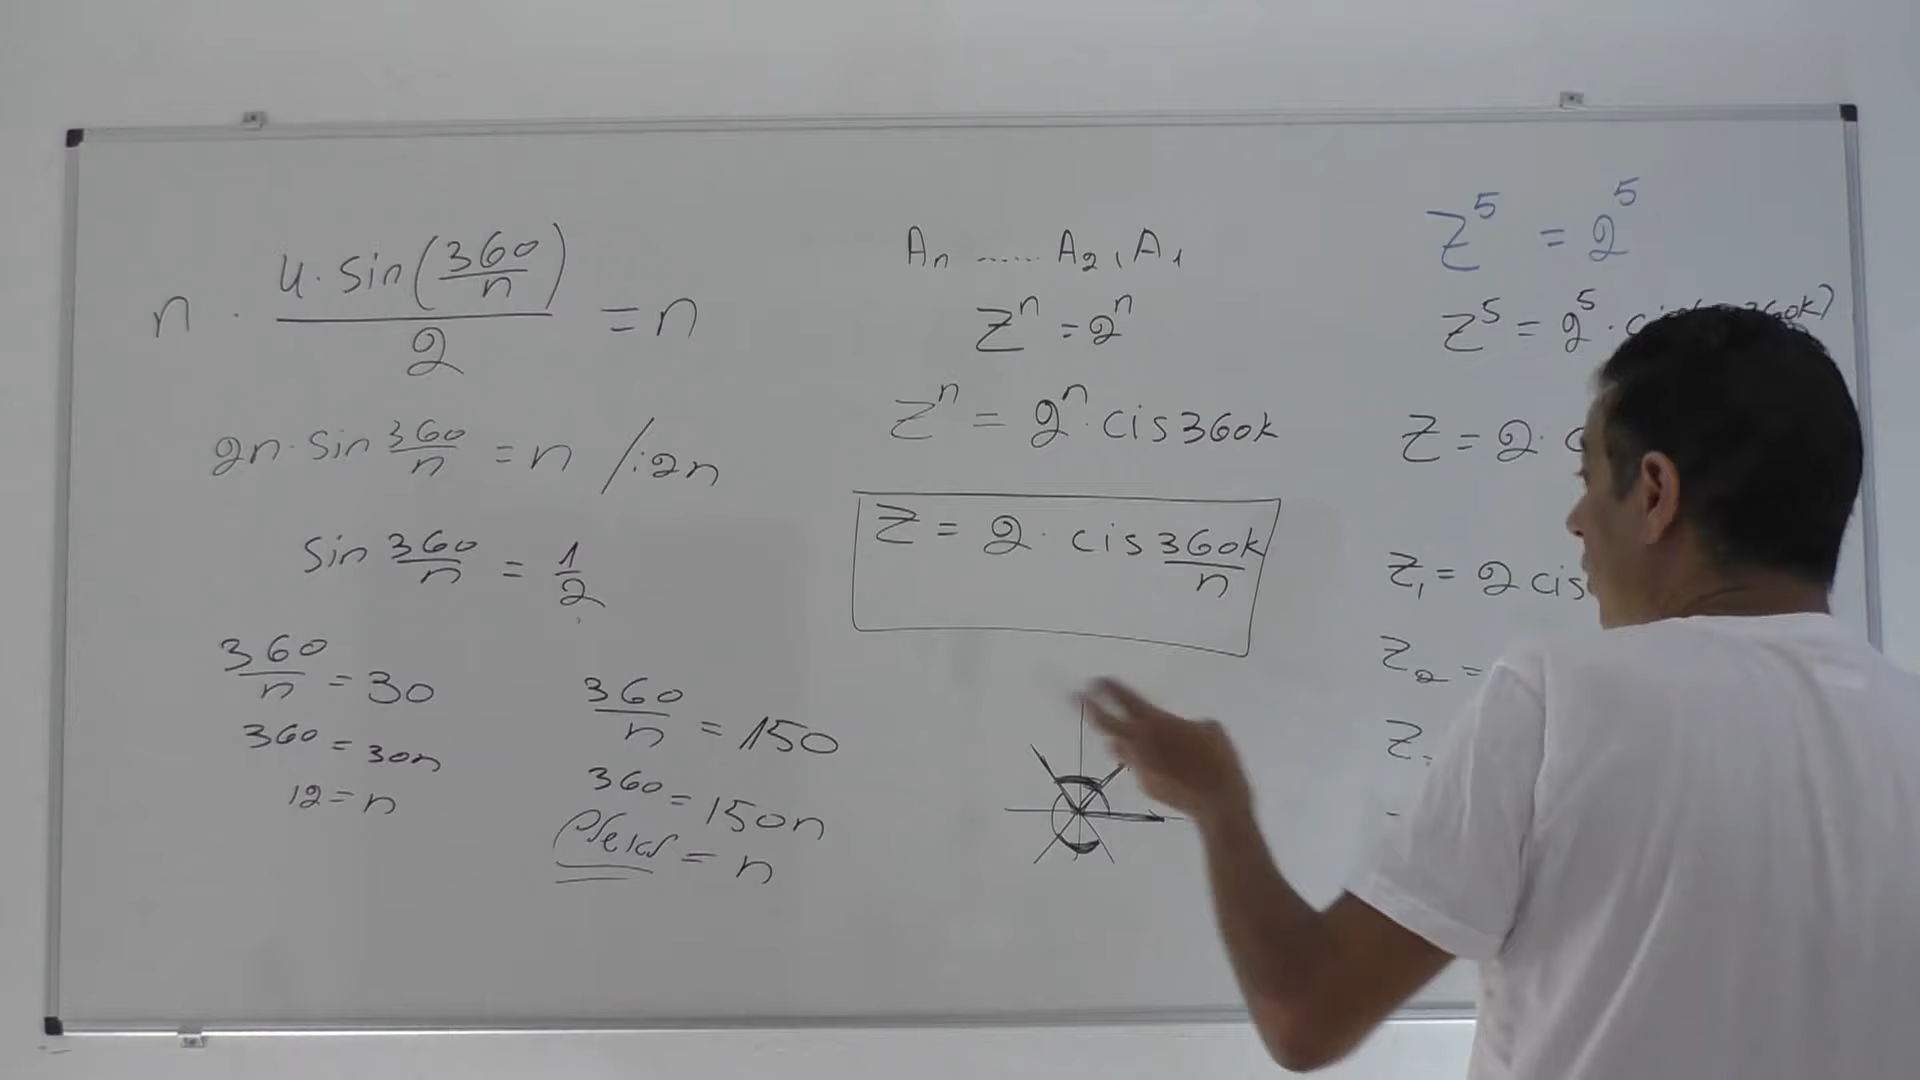 n · 4·sin(360/n)/2 = n
2n·sin 360/n = n /:2n
sin 360/n = 1/2
360/n = 30
360 = 30n
12 = n
360/n = 150
360 = 150n
= n
An ...... A2, A1
Z^n = 2^n
Z^n = 2^n · cis360k
Z = 2 · cis 360k/n
Z^5 = 2^5
Z^5 = 2^5 · 360k)
Z = 2·
Z1 = 2 cis
Z2 =
Z